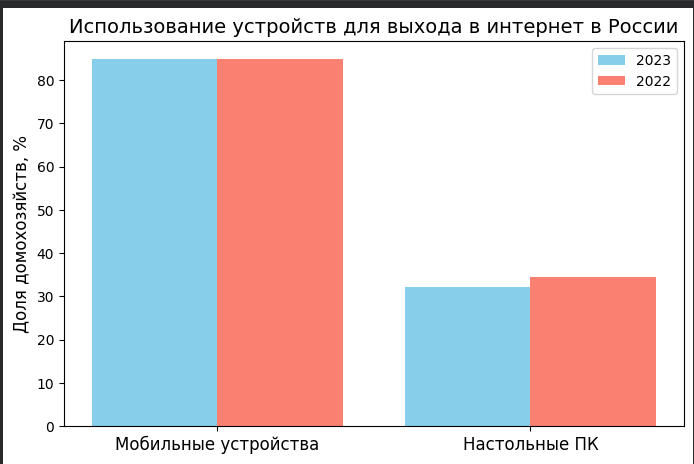 Использование устройств для выхода в интернет в России
2023
2022
Доля домохозяйств, %
80
70
60
50
40
30
20
10
0
Мобильные устройства
Настольные ПК